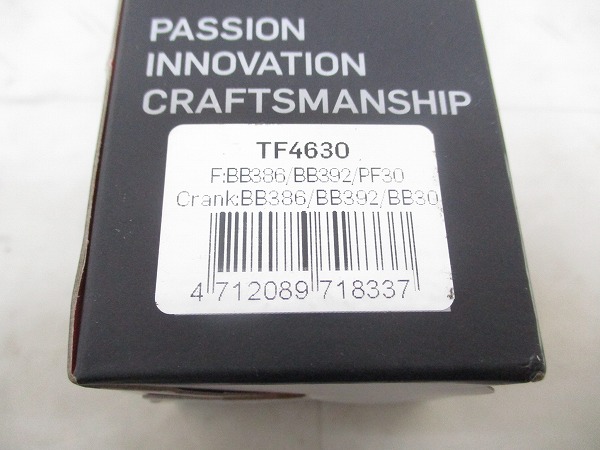 PASSION
INNOVATION
CRAFTSMANSHIP
TF4630
F:BB386/BB392/PF30
Crank:BB386/BB392/BB30
4 712089 718337